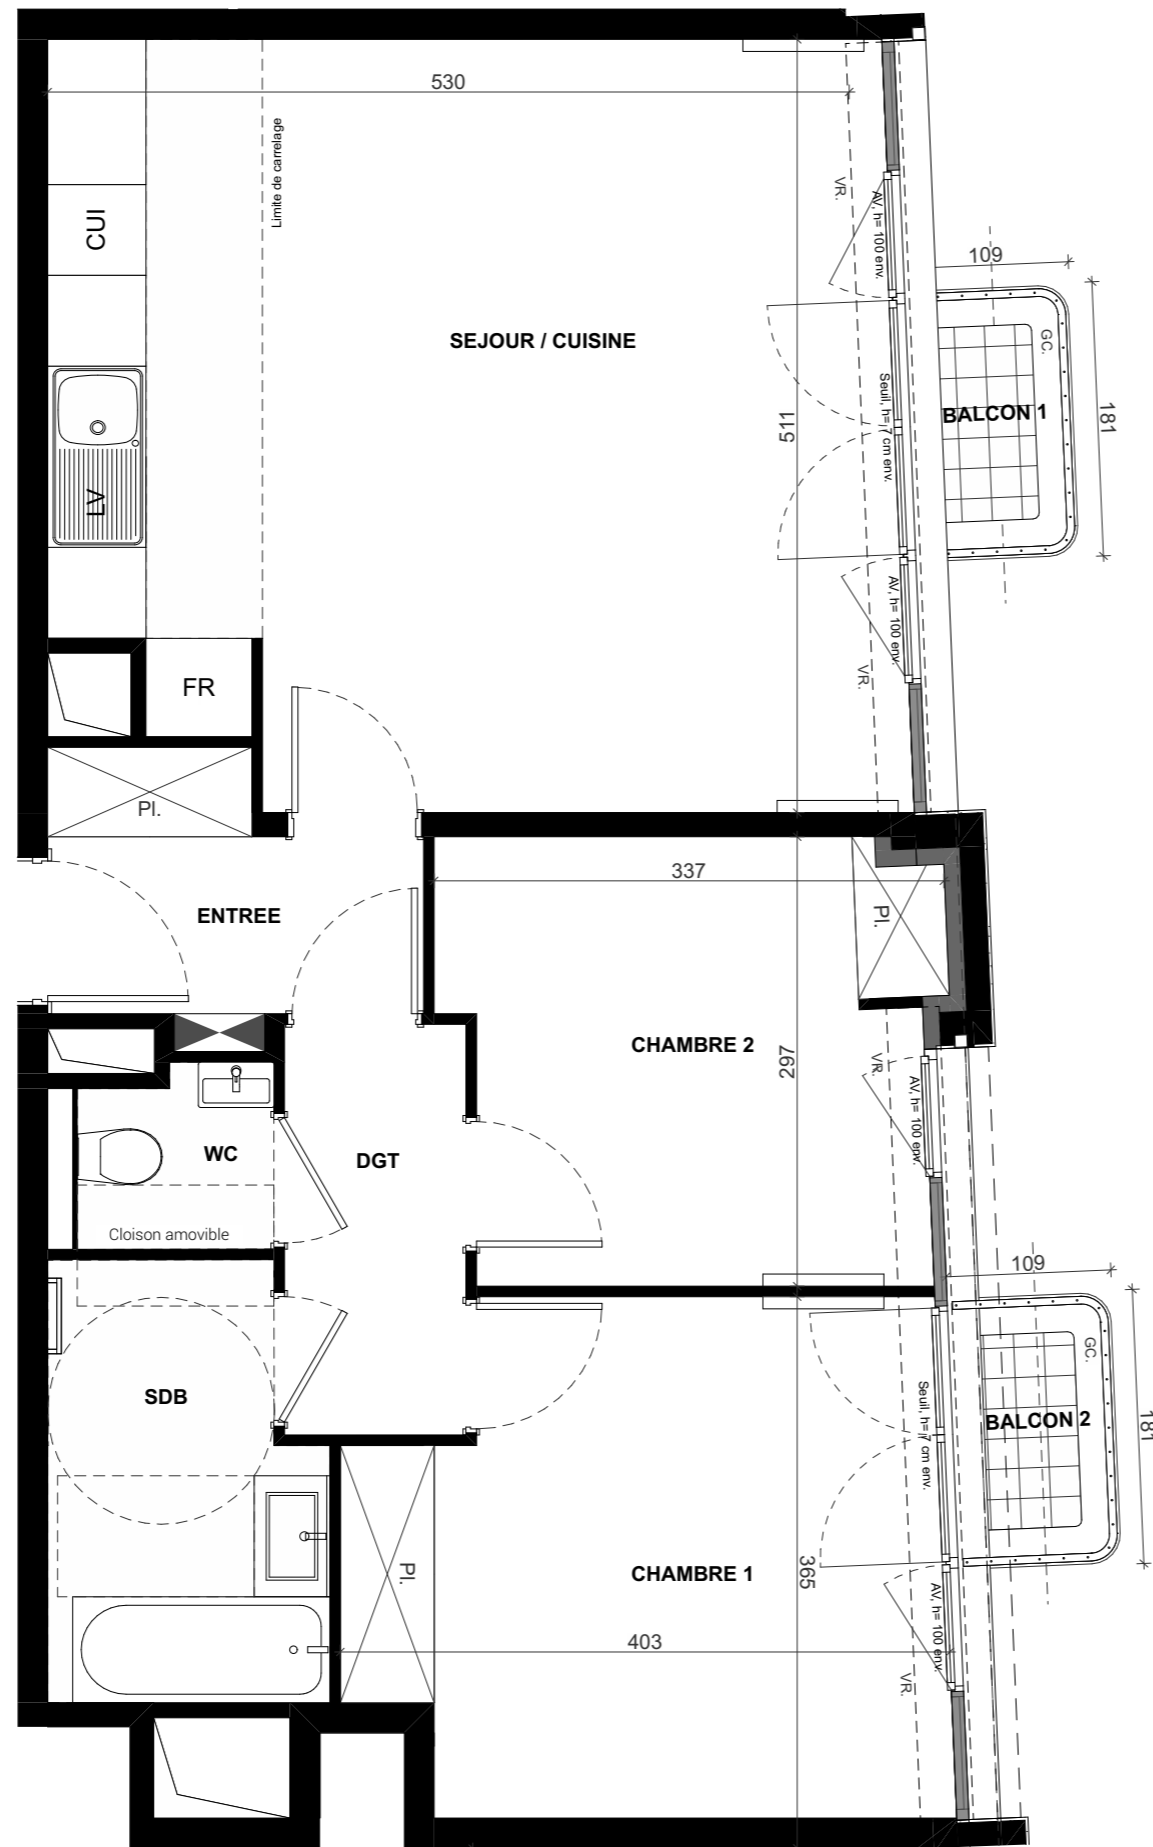 530
Limite de carrelage
VR.
AV, h= 100 env.
CUI
109
SEJOUR / CUISINE
GC.
BALCON 1
181
511
Seuil, h= 7 cm env.
LV
AV, h= 100 env.
VR.
FR
Pl.
337
Pl.
ENTREE
CHAMBRE 2
297
VR.
AV, h= 100 env.
WC
DGT
Cloison amovible
109
GC.
SDB
Seuil, h= 7 cm env.
BALCON 2
181
Pl.
CHAMBRE 1
365
AV, h= 100 env.
403
VR.